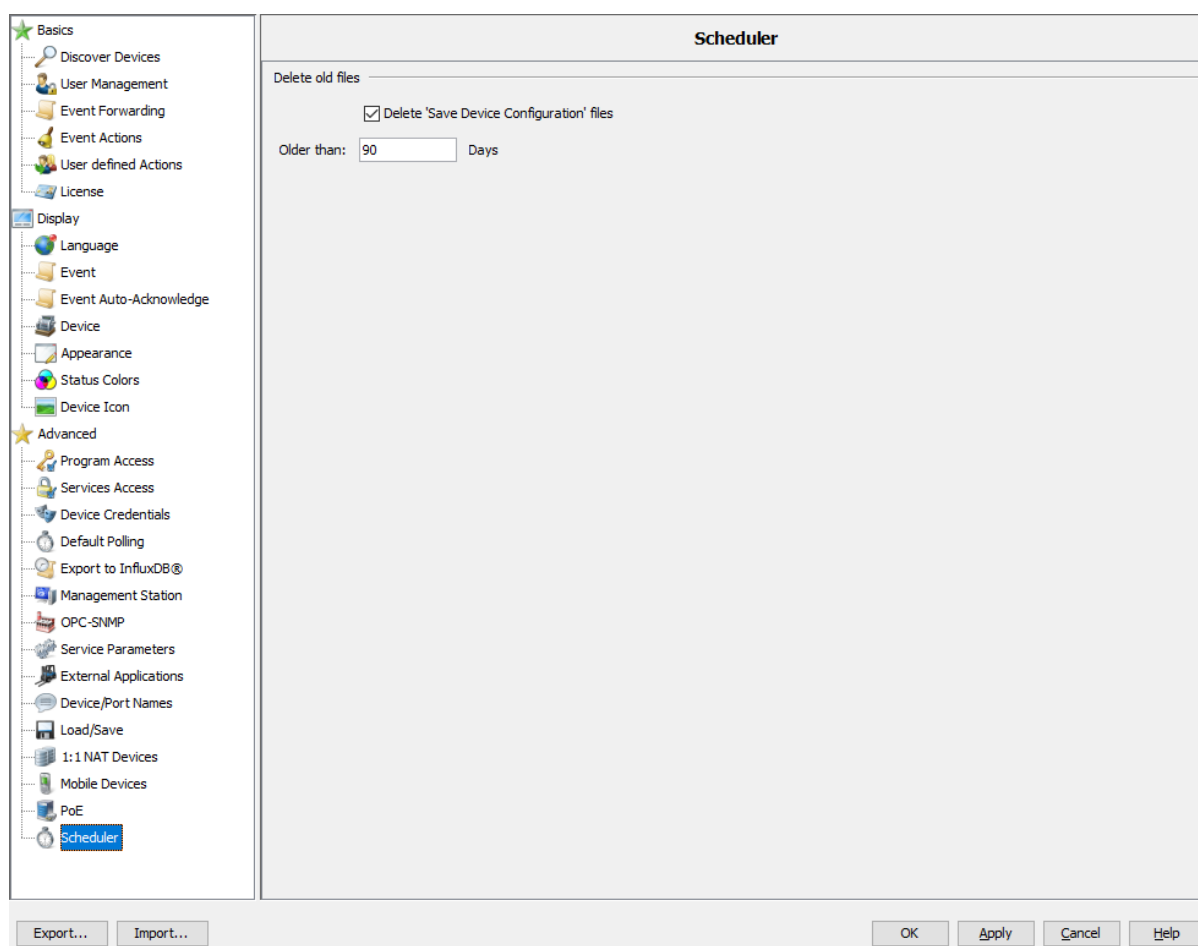 Basics
Discover Devices
User Management
Event Forwarding
Event Actions
User defined Actions
License
Display
Language
Event
Event Auto-Acknowledge
Device
Appearance
Status Colors
Device Icon
Advanced
Program Access
Services Access
Device Credentials
Default Polling
Export to InfluxDB®
Management Station
OPC-SNMP
Service Parameters
External Applications
Device/Port Names
Load/Save
1:1 NAT Devices
Mobile Devices
PoE
Scheduler
Scheduler
Delete old files
Delete 'Save Device Configuration' files
Older than: 90 Days
Export... Import... OK Apply Cancel Help